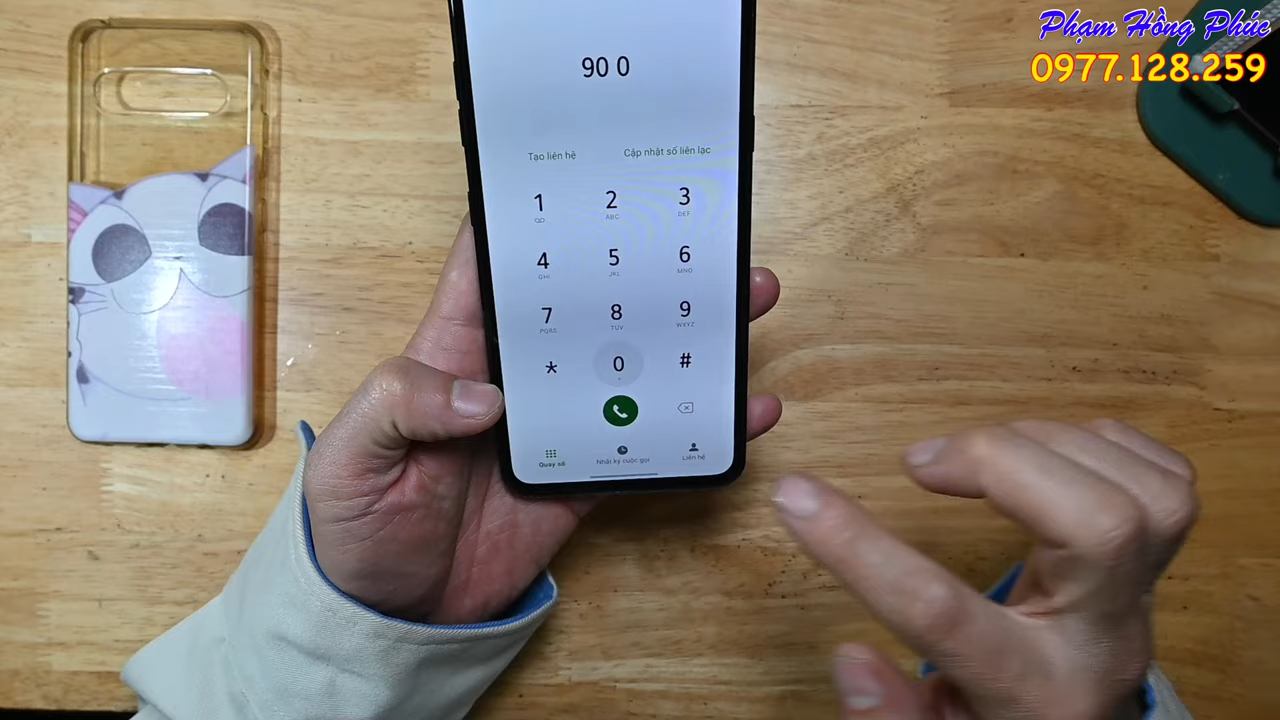 Phạm Hồng Phúc
0977.128.259
90 0
Tạo liên hệ
Cập nhật số liên lạc
1 2 3
ABC DEF
4 5 6
GHI JKL MNO
7 8 9
PQRS TUV WXYZ
* 0 #
+
Quay số
Nhật ký cuộc gọi
Liên hệ